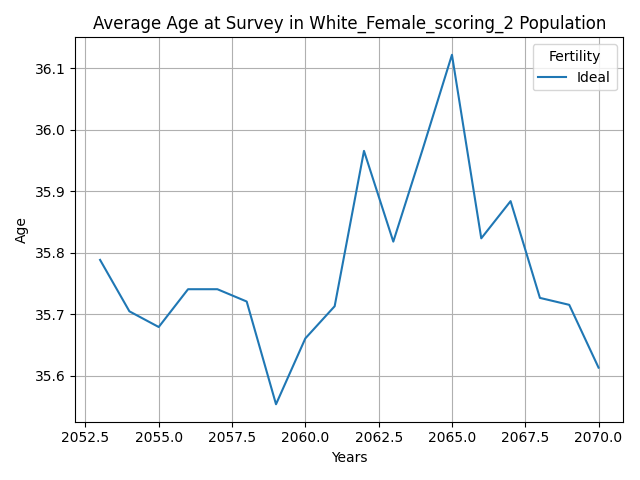 Average Age at Survey in White_Female_scoring_2 Population
Fertility
Ideal
36.1
36.0
35.9
35.8
35.7
35.6
Age
2052.5 2055.0 2057.5 2060.0 2062.5 2065.0 2067.5 2070.0
Years